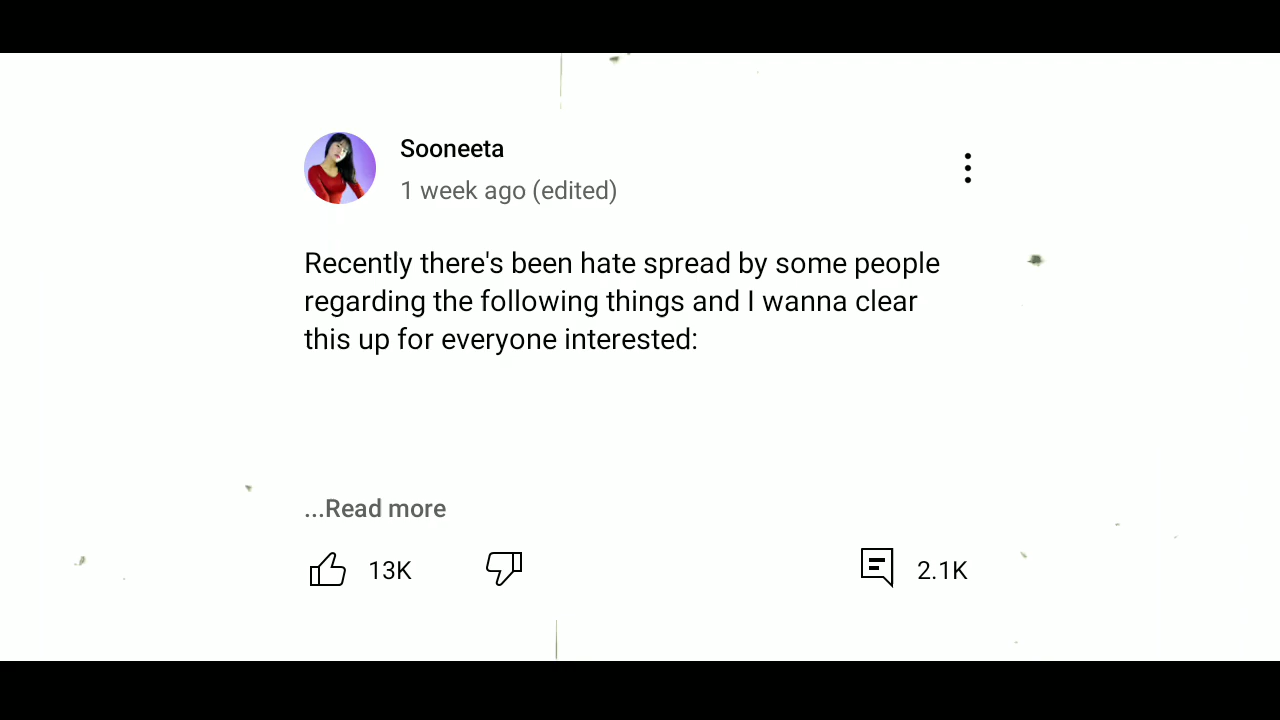 Sooneeta
1 week ago (edited)
Recently there's been hate spread by some people
regarding the following things and I wanna clear
this up for everyone interested:
...Read more
13K
2.1K